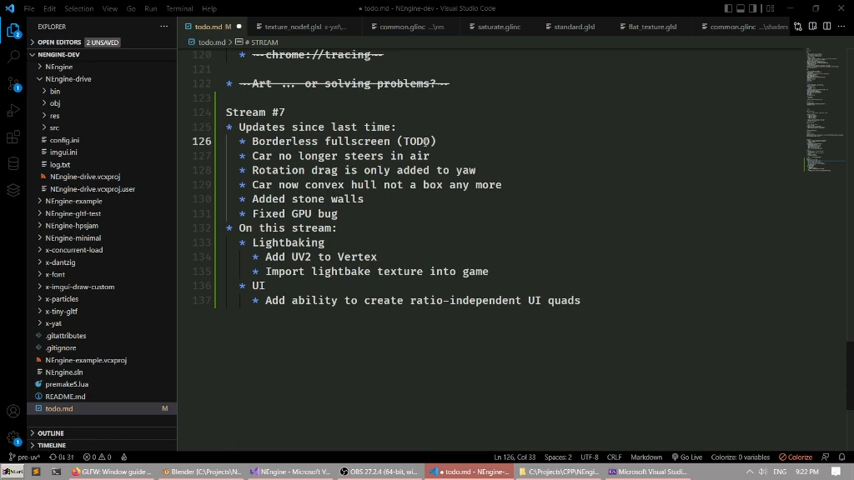 File Edit Selection View Go Run Terminal Help
todo.md - NEngine-dev - Visual Studio Code
EXPLORER
todo.md
texture_nodef.glsl
common.glinc
saturate.glinc
standard.glsl
flat_texture.glsl
common.glinc
OPEN EDITORS 2 UNSAVED
todo.md > # STREAM
NENGINE-DEV
NEngine
NEngine-drive
bin
obj
res
src
config.ini
imgui.ini
log.txt
NEngine-drive.vcxproj
NEngine-drive.vcxproj.user
NEngine-example
NEngine-gltf-test
NEngine-hpsjam
NEngine-minimal
x-concurrent-load
x-dantzig
x-font
x-imgui-draw-custom
x-particles
x-tiny-gltf
x-yat
.gitattributes
.gitignore
NEngine-example.vcxproj
NEngine.sln
premake5.lua
README.md
todo.md M
OUTLINE
TIMELINE
120 * ~~chrome://tracing~~
121
122 * ~~Art ... or solving problems?~~
123
124 Stream #7
125 * Updates since last time:
126 * Borderless fullscreen (TODO)
127 * Car no longer steers in air
128 * Rotation drag is only added to yaw
129 * Car now convex hull not a box any more
130 * Added stone walls
131 * Fixed GPU bug
132 * On this stream:
133 * Lightbaking
134 * Add UV2 to Vertex
135 * Import lightbake texture into game
136 * UI
137 * Add ability to create ratio-independent UI quads
0 0
Ln 126, Col 33 Spaces: 2 UTF-8 CRLF Markdown Go Live Colorize: 0 variables Colorize
Start
GLFW: Window guide ...
Blender [C:\Projects\N...
NEngine - Microsoft V...
OBS 27.2.4 (64-bit, wi...
todo.md - NEngine-...
C:\Projects\CPP\NEngi...
Microsoft Visual Studi...
ENG 9:22 PM